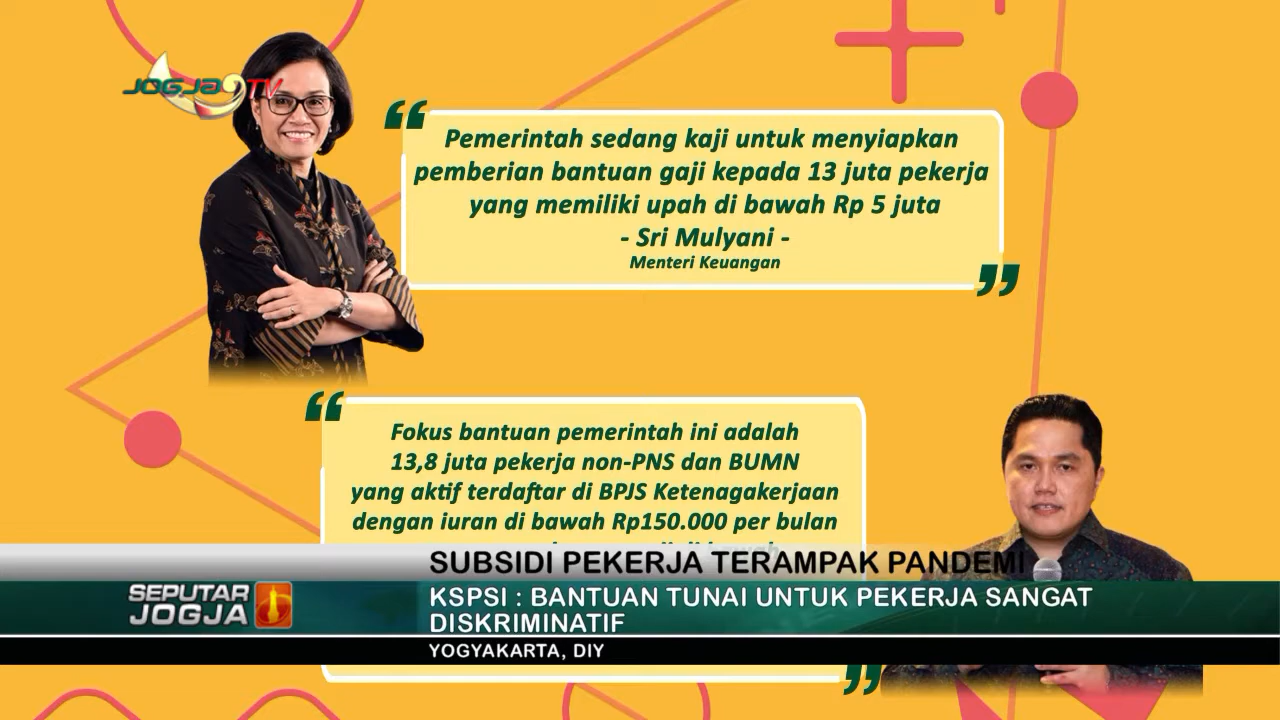 JOGJA TV
Pemerintah sedang kaji untuk menyiapkan
pemberian bantuan gaji kepada 13 juta pekerja
yang memiliki upah di bawah Rp 5 juta
- Sri Mulyani -
Menteri Keuangan
Fokus bantuan pemerintah ini adalah
13,8 juta pekerja non-PNS dan BUMN
yang aktif terdaftar di BPJS Ketenagakerjaan
dengan iuran di bawah Rp150.000 per bulan
SUBSIDI PEKERJA TERAMPAK PANDEMI
SEPUTAR
JOGJA
KSPSI : BANTUAN TUNAI UNTUK PEKERJA SANGAT
DISKRIMINATIF
YOGYAKARTA, DIY